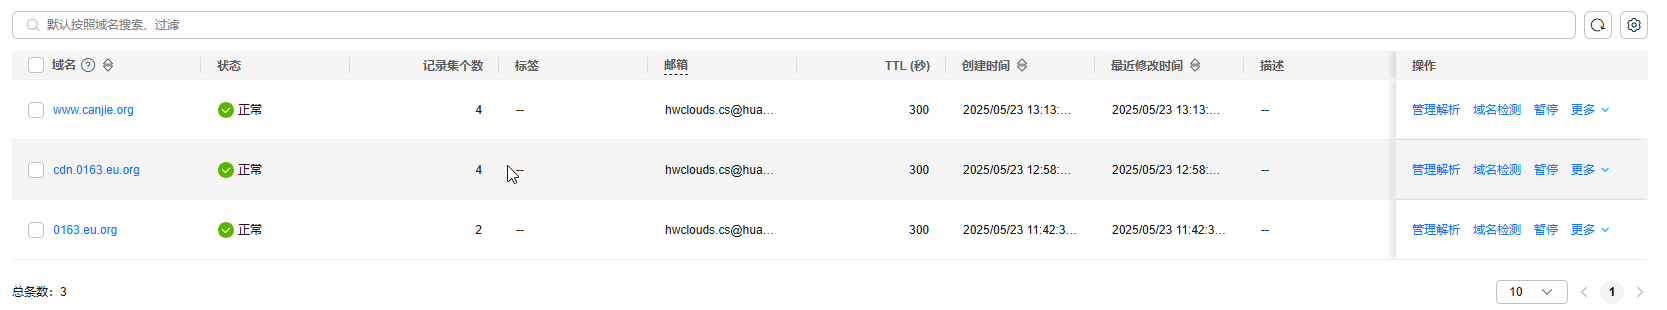 默认按照域名搜索、过滤
域名 ? 状态 记录集个数 标签 邮箱 TTL (秒) 创建时间 最近修改时间 描述 操作
www.canjie.org 正常 4 -- hwclouds.cs@hua... 300 2025/05/23 13:13:... 2025/05/23 13:13:... -- 管理解析 域名检测 暂停 更多
cdn.0163.eu.org 正常 4 -- hwclouds.cs@hua... 300 2025/05/23 12:58:... 2025/05/23 12:58:... -- 管理解析 域名检测 暂停 更多
0163.eu.org 正常 2 -- hwclouds.cs@hua... 300 2025/05/23 11:42:3... 2025/05/23 11:42:3... -- 管理解析 域名检测 暂停 更多
总条数：3 10 1